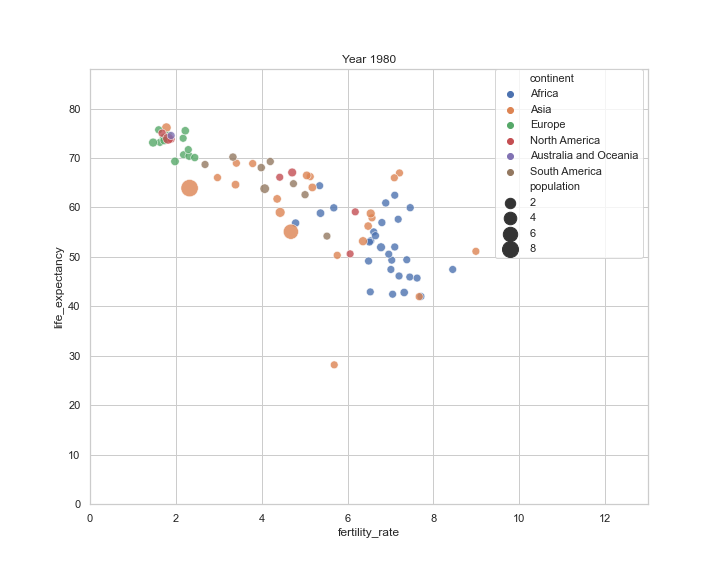 Year 1980
continent
Africa
Asia
Europe
North America
Australia and Oceania
South America
population
2
4
6
8
life_expectancy
80
70
60
50
40
30
20
10
0
0 2 4 6 8 10 12
fertility_rate